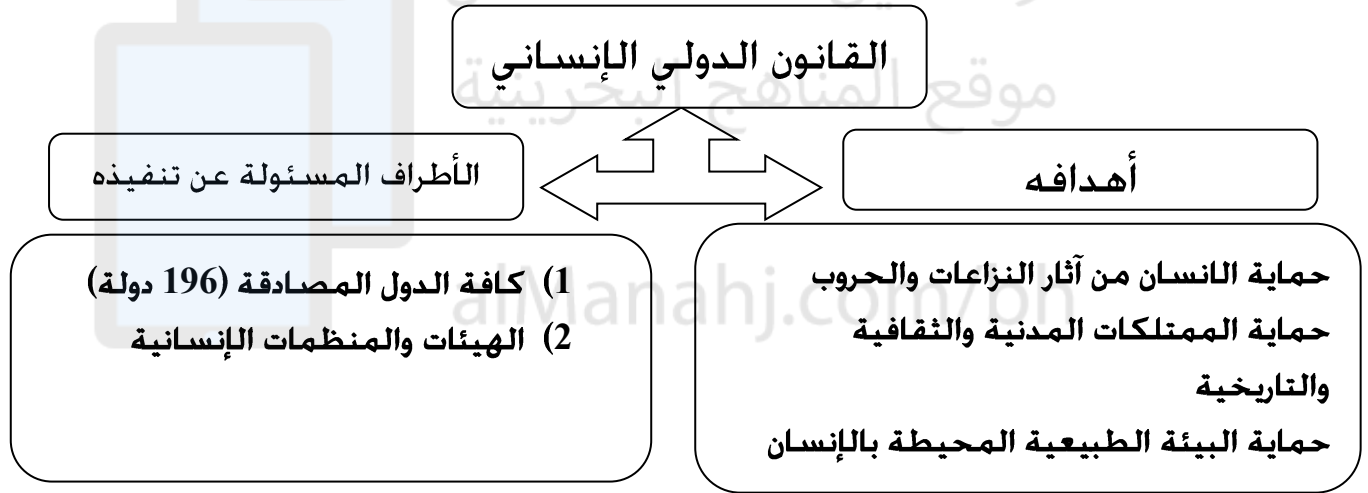 القانون الدولي الإنساني
موقع المناهج البحرينية
أهدافه
حماية الانسان من آثار النزاعات والحروب
حماية الممتلكات المدنية والثقافية
والتاريخية
حماية البيئة الطبيعية المحيطة بالإنسان
الأطراف المسئولة عن تنفيذه
1) كافة الدول المصادقة (196 دولة)
2) الهيئات والمنظمات الإنسانية
alManahj.com/bh